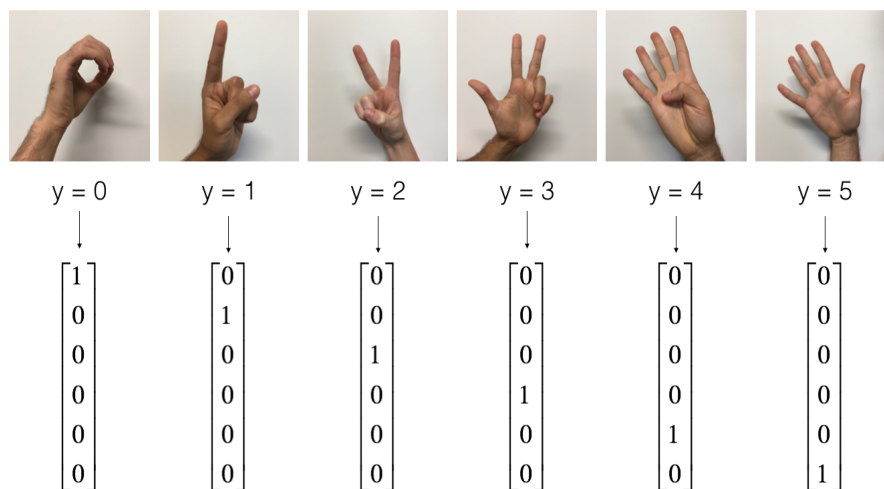 y = 0 y = 1 y = 2 y = 3 y = 4 y = 5
1 0 0 0 0 0
0 1 0 0 0 0
0 0 1 0 0 0
0 0 0 1 0 0
0 0 0 0 1 0
0 0 0 0 0 1